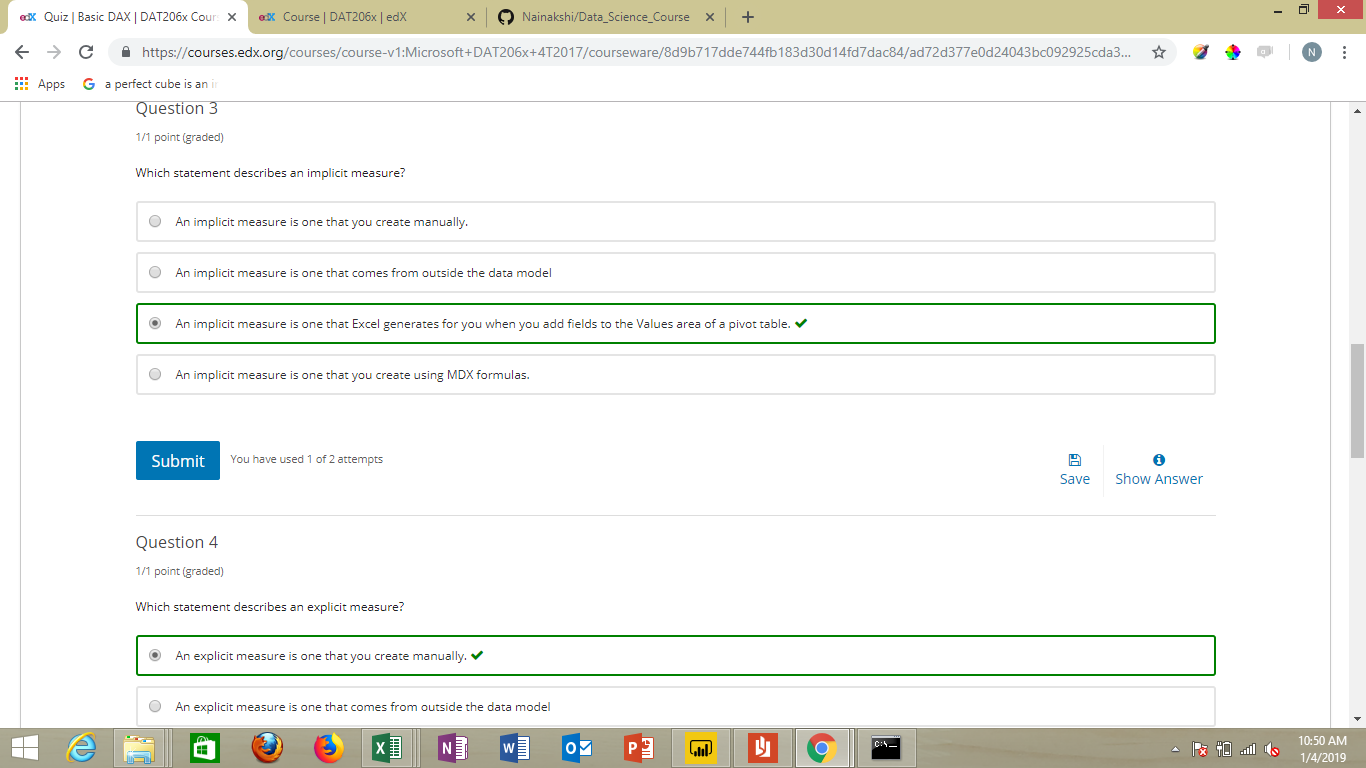 edX Quiz | Basic DAX | DAT206x Cour
edX Course | DAT206x | edX
Nainakshi/Data_Science_Course
https://courses.edx.org/courses/course-v1:Microsoft+DAT206x+4T2017/courseware/8d9b717dde744fb183d30d14fd7dac84/ad72d377e0d24043bc092925cda3...
N
Apps
G a perfect cube is an i
Question 3
1/1 point (graded)
Which statement describes an implicit measure?
An implicit measure is one that you create manually.
An implicit measure is one that comes from outside the data model
An implicit measure is one that Excel generates for you when you add fields to the Values area of a pivot table.
An implicit measure is one that you create using MDX formulas.
Submit
You have used 1 of 2 attempts
Save
Show Answer
Question 4
1/1 point (graded)
Which statement describes an explicit measure?
An explicit measure is one that you create manually.
An explicit measure is one that comes from outside the data model
10:50 AM
1/4/2019